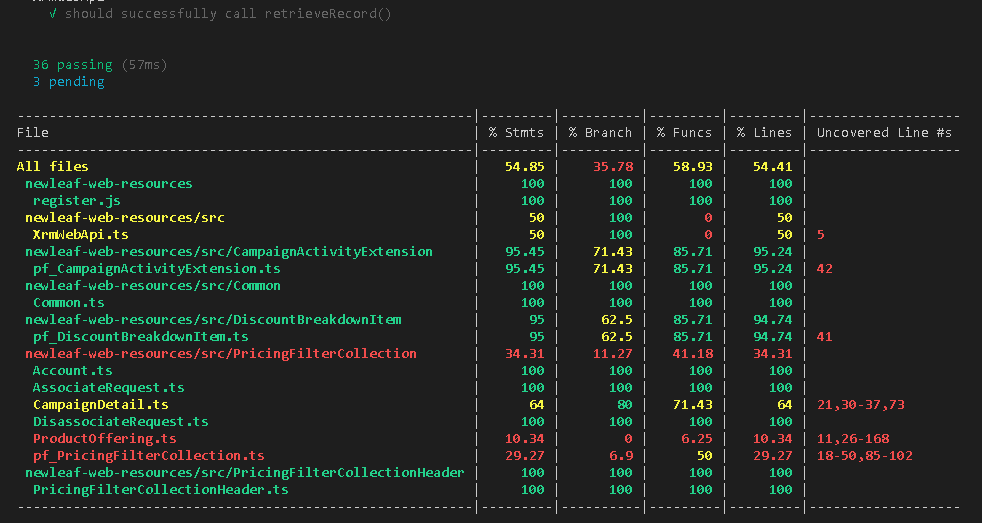 √ should successfully call retrieveRecord()
36 passing (57ms)
3 pending
File | % Stmts | % Branch | % Funcs | % Lines | Uncovered Line #s
All files | 54.85 | 35.78 | 58.93 | 54.41 |
newleaf-web-resources | 100 | 100 | 100 | 100 |
register.js | 100 | 100 | 100 | 100 |
newleaf-web-resources/src | 50 | 100 | 0 | 50 |
XrmWebApi.ts | 50 | 100 | 0 | 50 | 5
newleaf-web-resources/src/CampaignActivityExtension | 95.45 | 71.43 | 85.71 | 95.24 |
pf_CampaignActivityExtension.ts | 95.45 | 71.43 | 85.71 | 95.24 | 42
newleaf-web-resources/src/Common | 100 | 100 | 100 | 100 |
Common.ts | 100 | 100 | 100 | 100 |
newleaf-web-resources/src/DiscountBreakdownItem | 95 | 62.5 | 85.71 | 94.74 |
pf_DiscountBreakdownItem.ts | 95 | 62.5 | 85.71 | 94.74 | 41
newleaf-web-resources/src/PricingFilterCollection | 34.31 | 11.27 | 41.18 | 34.31 |
Account.ts | 100 | 100 | 100 | 100 |
AssociateRequest.ts | 100 | 100 | 100 | 100 |
CampaignDetail.ts | 64 | 80 | 71.43 | 64 | 21,30-37,73
DisassociateRequest.ts | 100 | 100 | 100 | 100 |
ProductOffering.ts | 10.34 | 0 | 6.25 | 10.34 | 11,26-168
pf_PricingFilterCollection.ts | 29.27 | 6.9 | 50 | 29.27 | 18-50,85-102
newleaf-web-resources/src/PricingFilterCollectionHeader | 100 | 100 | 100 | 100 |
PricingFilterCollectionHeader.ts | 100 | 100 | 100 | 100 |